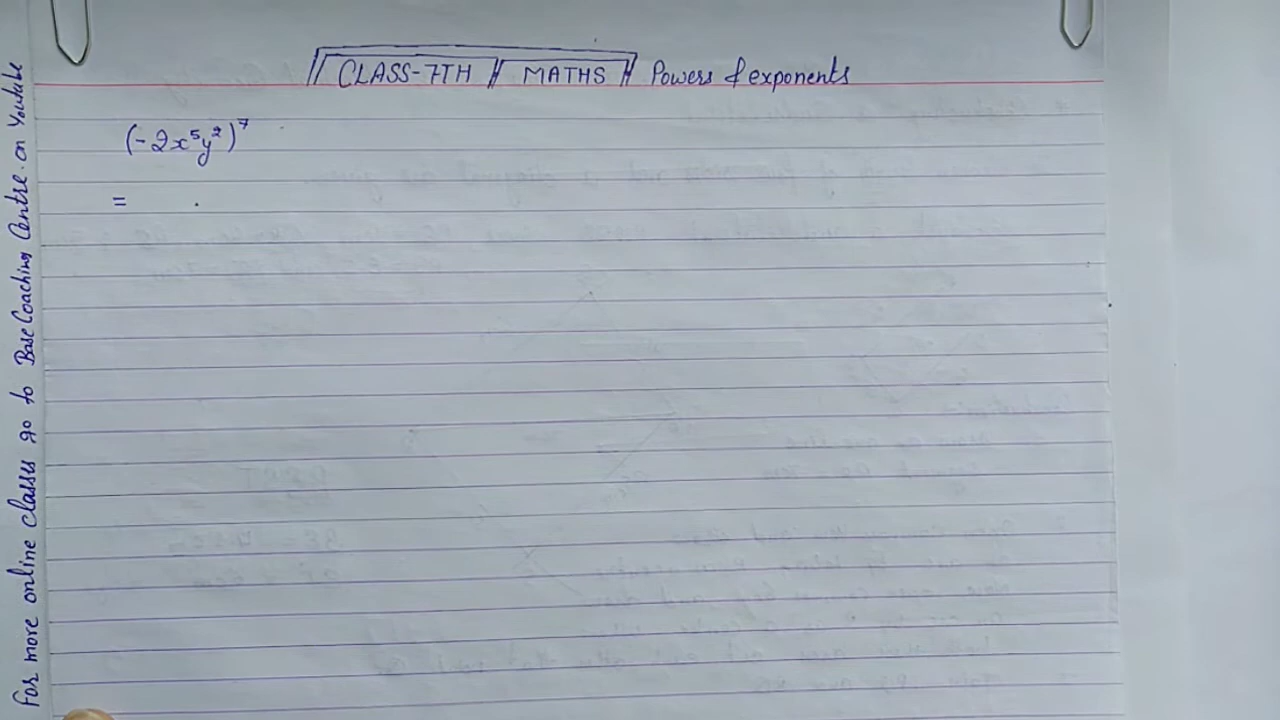 CLASS-7TH // MATHS // Powers & exponents
(-2x⁵y²)⁷
=
For more online classes go to Base Coaching Centre on Youtube